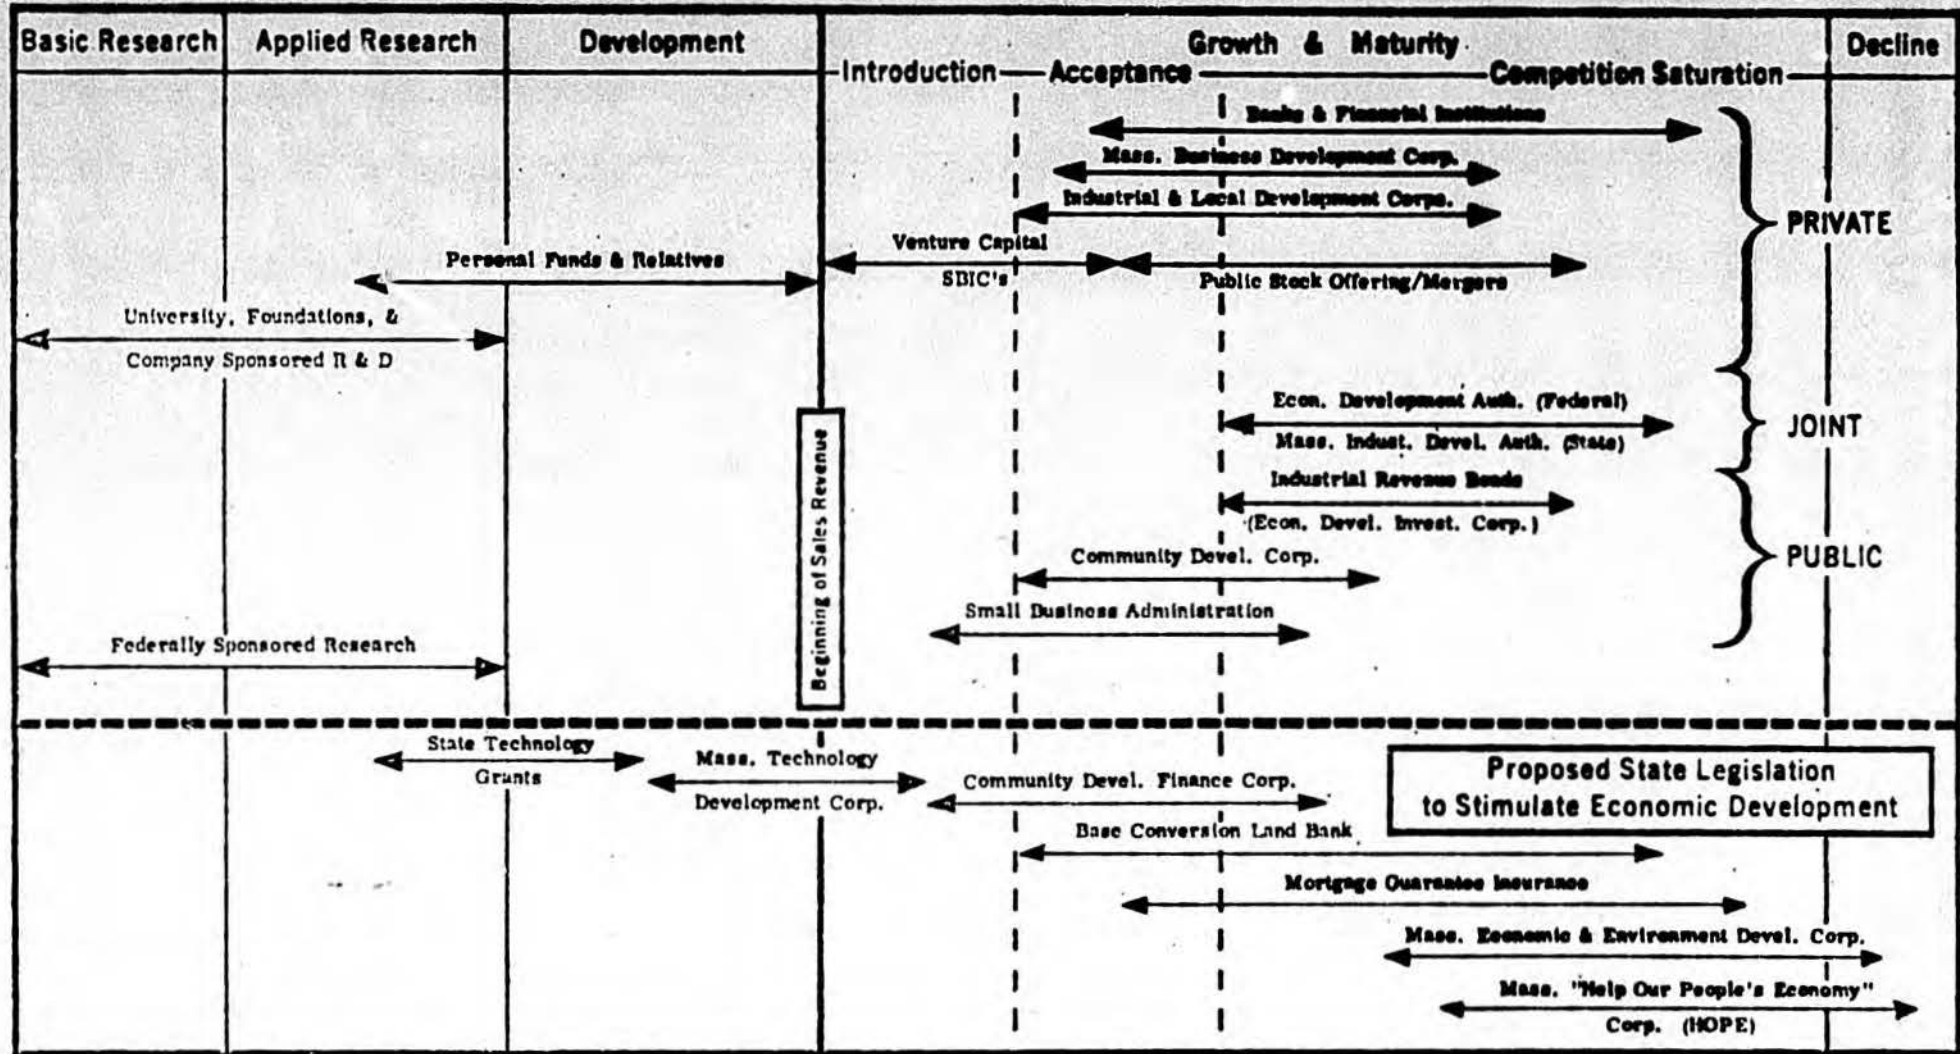 Basic Research
Applied Research
Development
Growth & Maturity
Decline
Introduction
Acceptance
Competition Saturation
Banks & Financial Institutions
Mass. Business Development Corp.
Industrial & Local Development Corps.
PRIVATE
Venture Capital
SBIC's
Personal Funds & Relatives
Public Stock Offering/Mergers
University, Foundations, &
Company Sponsored R & D
Econ. Development Auth. (Federal)
Mass. Indust. Devel. Auth. (State)
JOINT
Beginning of Sales Revenue
Industrial Revenue Bonds
(Econ. Devel. Invest. Corp.)
Community Devel. Corp.
PUBLIC
Small Business Administration
Federally Sponsored Research
State Technology
Grants
Mass. Technology
Development Corp.
Community Devel. Finance Corp.
Proposed State Legislation
to Stimulate Economic Development
Base Conversion Land Bank
Mortgage Guarantee Insurance
Mass. Economic & Environment Devel. Corp.
Mass. "Help Our People's Economy"
Corp. (HOPE)